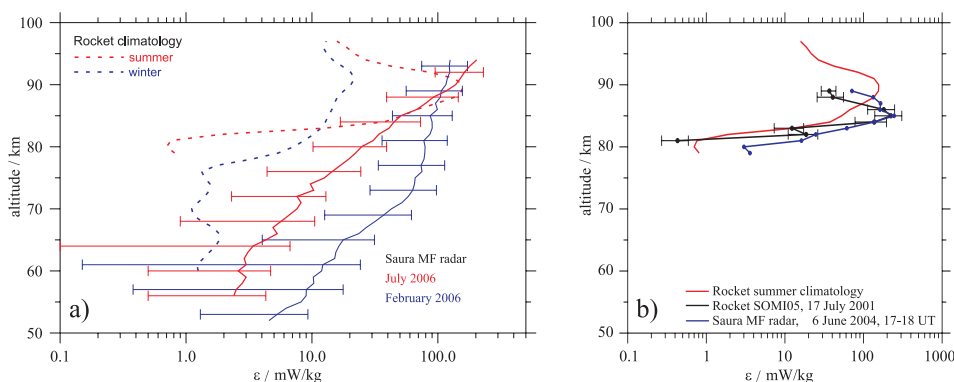 100
90
80
70
60
50
altitude / km
Rocket climatology
summer
winter
Saura MF radar
July 2006
February 2006
a)
0.1
1.0
10.0
100.0
ε / mW/kg
100
90
80
70
60
50
altitude / km
b)
Rocket summer climatology
Rocket SOMI05, 17 July 2001
Saura MF radar, 6 June 2004, 17-18 UT
0.1
1
10
100
1000
ε / mW/kg